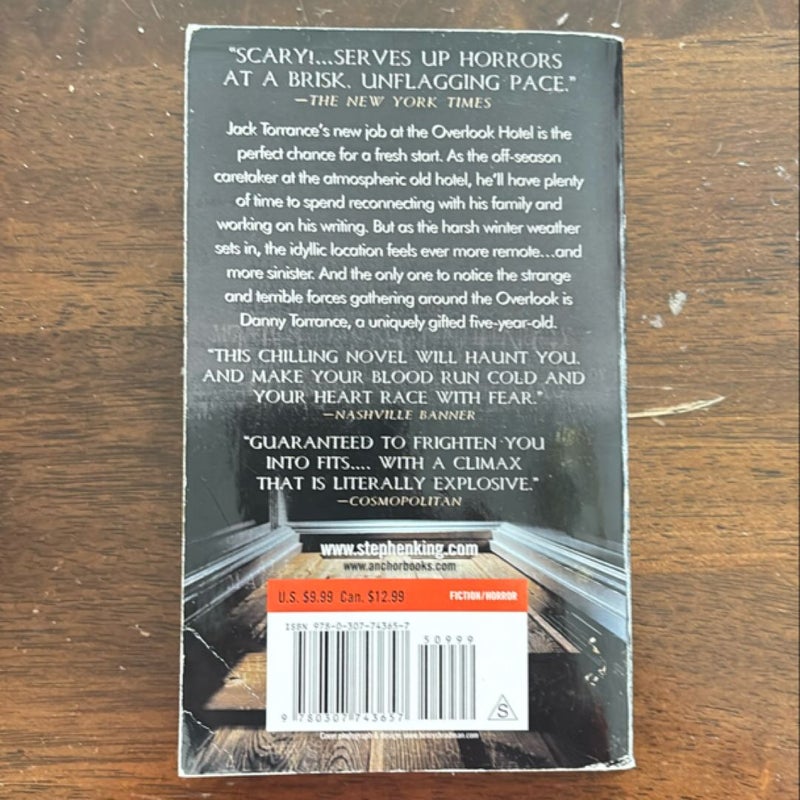 "SCARY!...SERVES UP HORRORS
AT A BRISK, UNFLAGGING PACE."
—THE NEW YORK TIMES
Jack Torrance's new job at the Overlook Hotel is the
perfect chance for a fresh start. As the off-season
caretaker at the atmospheric old hotel, he'll have plenty
of time to spend reconnecting with his family and
working on his writing. But as the harsh winter weather
sets in, the idyllic location feels ever more remote...and
more sinister. And the only one to notice the strange
and terrible forces gathering around the Overlook is
Danny Torrance, a uniquely gifted five-year-old.
"THIS CHILLING NOVEL WILL HAUNT YOU,
AND MAKE YOUR BLOOD RUN COLD AND
YOUR HEART RACE WITH FEAR."
—NASHVILLE BANNER
"GUARANTEED TO FRIGHTEN YOU
INTO FITS.... WITH A CLIMAX
THAT IS LITERALLY EXPLOSIVE."
—COSMOPOLITAN
www.stephenking.com
www.anchorbooks.com
U.S. $9.99 Can. $12.99 FICTION/HORROR
ISBN 978-0-307-74365-7
50999
9 780307 743657
S
Cover photograph & design: www.henrysteadman.com